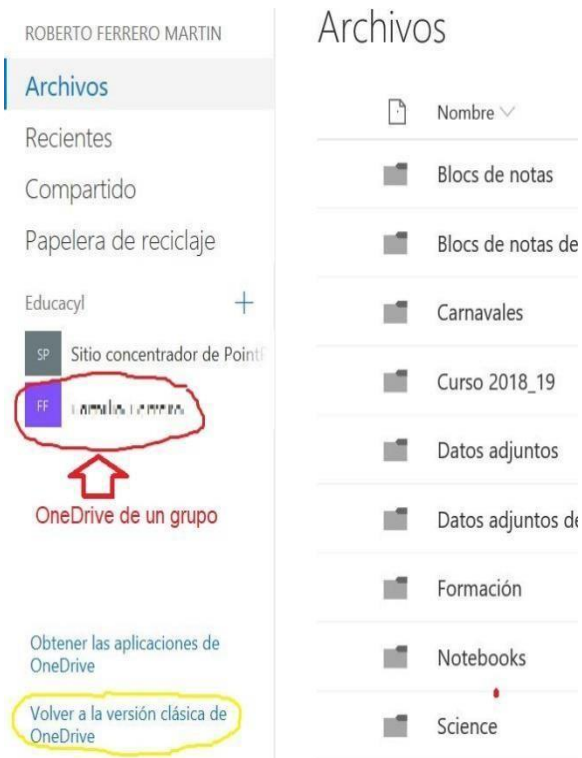 ROBERTO FERRERO MARTIN
Archivos
Recientes
Compartido
Papelera de reciclaje
Educacyl
SP
Sitio concentrador de
FF
OneDrive de un grupo
Obtener las aplicaciones de
OneDrive
Volver a la versión clásica de
OneDrive
Archivos
Nombre
Blocs de notas
Blocs de notas de
Carnavales
Curso 2018_19
Datos adjuntos
Datos adjuntos de
Formación
Notebooks
Science